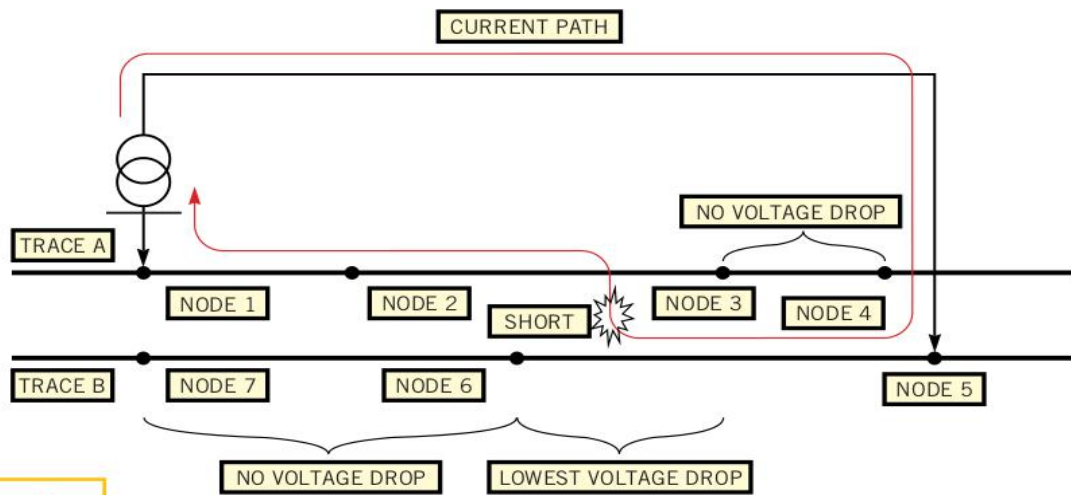 CURRENT PATH
NO VOLTAGE DROP
TRACE A
NODE 1
NODE 2
NODE 3
NODE 4
SHORT
TRACE B
NODE 7
NODE 6
NODE 5
NO VOLTAGE DROP
LOWEST VOLTAGE DROP